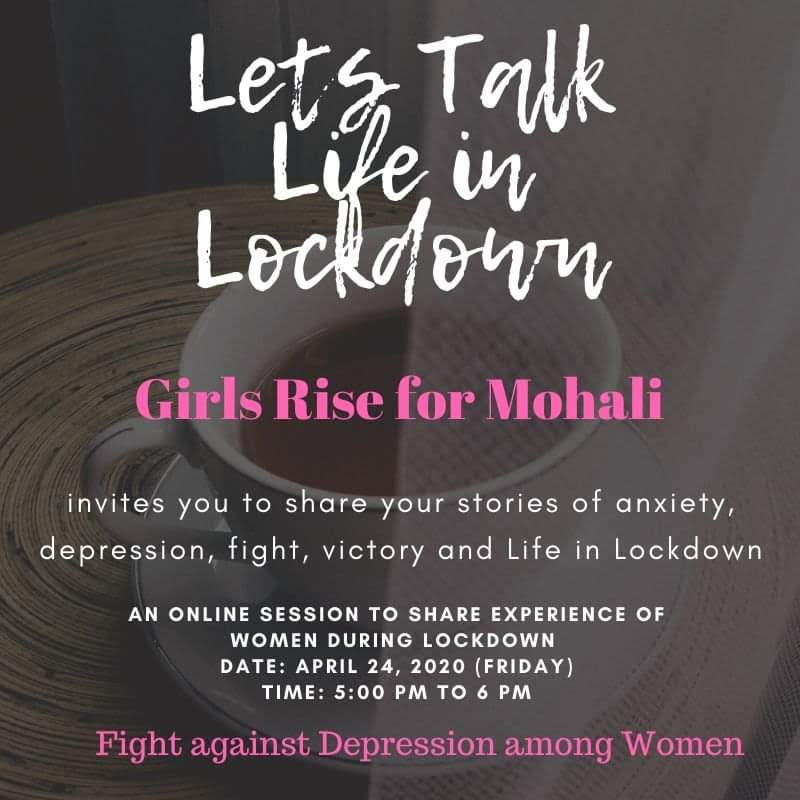 Lets Talk
Life in
Lockdown
Girls Rise for Mohali
invites you to share your stories of anxiety,
depression, fight, victory and Life in Lockdown
AN ONLINE SESSION TO SHARE EXPERIENCE OF
WOMEN DURING LOCKDOWN
DATE: APRIL 24, 2020 (FRIDAY)
TIME: 5:00 PM TO 6 PM
Fight against Depression among Women